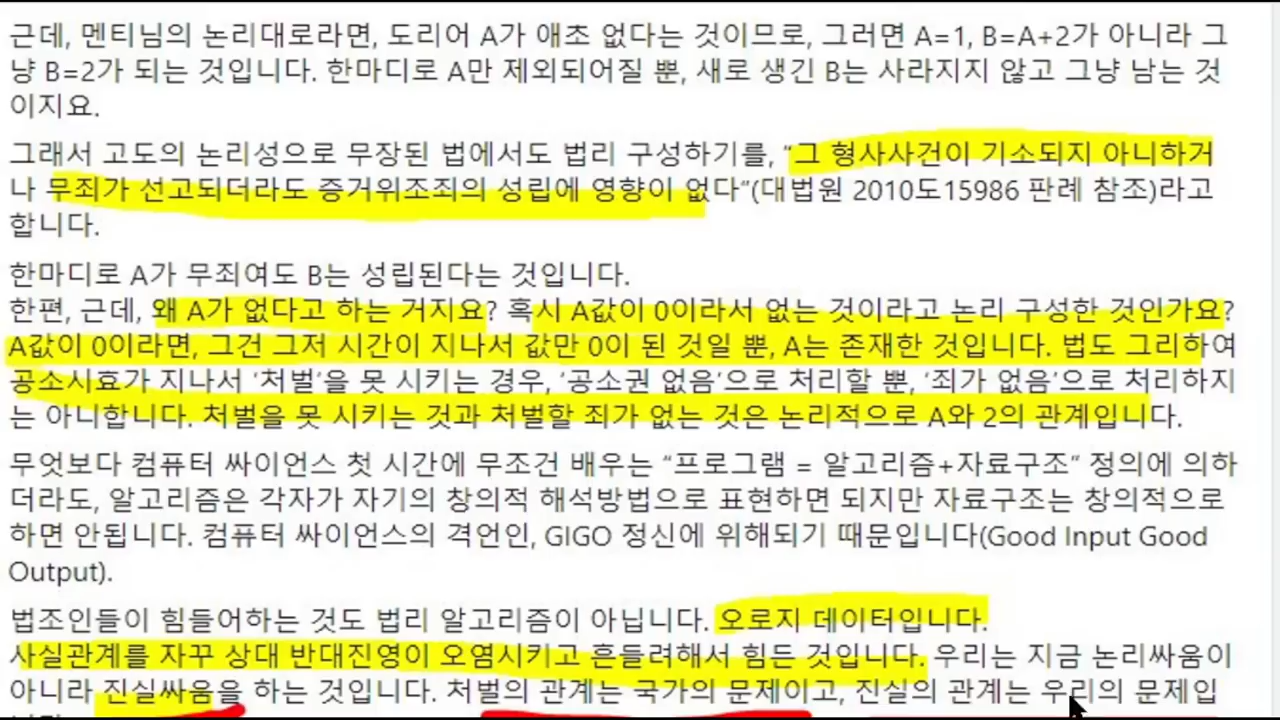 근데, 멘티님의 논리대로라면, 도리어 A가 애초 없다는 것이므로, 그러면 A=1, B=A+2가 아니라 그
냥 B=2가 되는 것입니다. 한마디로 A만 제외되어질 뿐, 새로 생긴 B는 사라지지 않고 그냥 남는 것
이지요.
그래서 고도의 논리성으로 무장된 법에서도 법리 구성하기를, “그 형사사건이 기소되지 아니하거
나 무죄가 선고되더라도 증거위조죄의 성립에 영향이 없다”(대법원 2010도15986 판례 참조)라고
합니다.
한마디로 A가 무죄여도 B는 성립된다는 것입니다.
한편, 근데, 왜 A가 없다고 하는 거지요? 혹시 A값이 0이라서 없는 것이라고 논리 구성한 것인가요?
A값이 0이라면, 그건 그저 시간이 지나서 값만 0이 된 것일 뿐, A는 존재한 것입니다. 법도 그리하여
공소시효가 지나서 ‘처벌’을 못 시키는 경우, ‘공소권 없음’으로 처리할 뿐, ‘죄가 없음’으로 처리하지
는 아니합니다. 처벌을 못 시키는 것과 처벌할 죄가 없는 것은 논리적으로 A와 2의 관계입니다.
무엇보다 컴퓨터 싸이언스 첫 시간에 무조건 배우는 “프로그램 = 알고리즘+자료구조” 정의에 의하
더라도, 알고리즘은 각자가 자기의 창의적 해석방법으로 표현하면 되지만 자료구조는 창의적으로
하면 안됩니다. 컴퓨터 싸이언스의 격언인, GIGO 정신에 위해되기 때문입니다(Good Input Good
Output).
법조인들이 힘들어하는 것도 법리 알고리즘이 아닙니다. 오로지 데이터입니다.
사실관계를 자꾸 상대 반대진영이 오염시키고 흔들려해서 힘든 것입니다. 우리는 지금 논리싸움이
아니라 진실싸움을 하는 것입니다. 처벌의 관계는 국가의 문제이고, 진실의 관계는 우리의 문제입